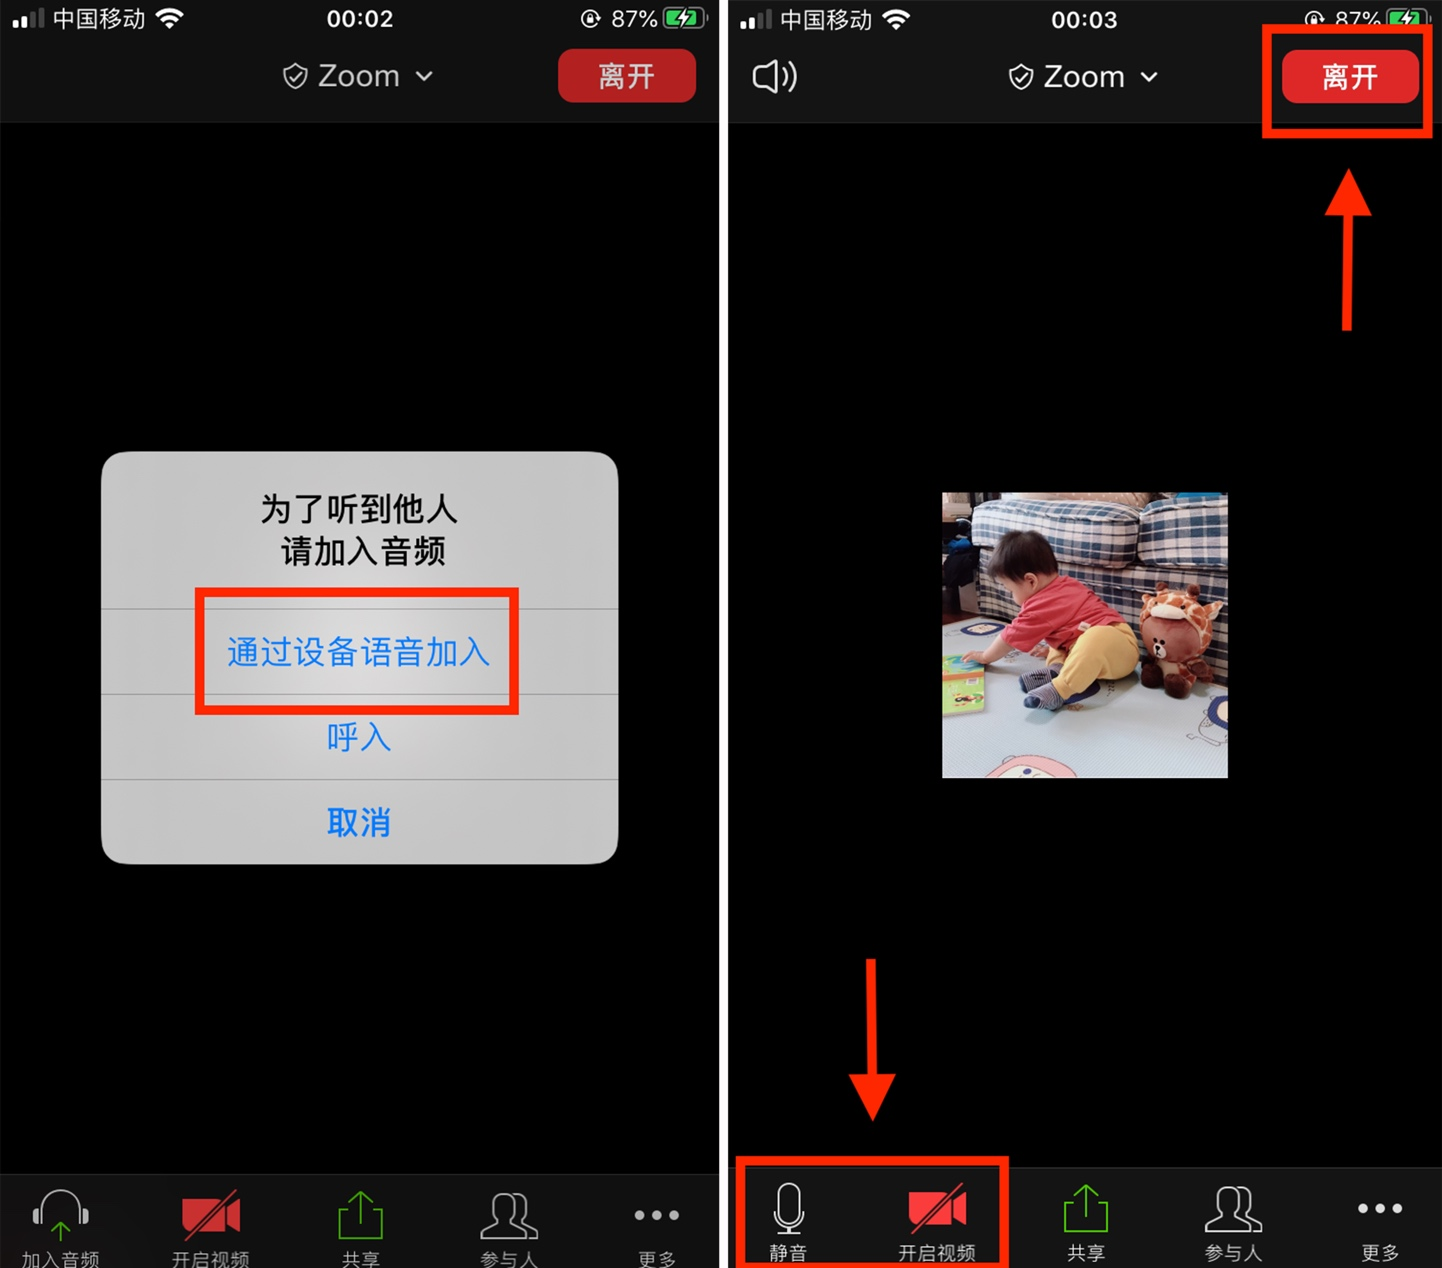 中国移动
00:02
87%
Zoom
离开
为了听到他人
请加入音频
通过设备语音加入
呼入
取消
加入音频
开启视频
共享
参与人
更多
中国移动
00:03
87%
Zoom
离开
静音
开启视频
共享
参与人
更多